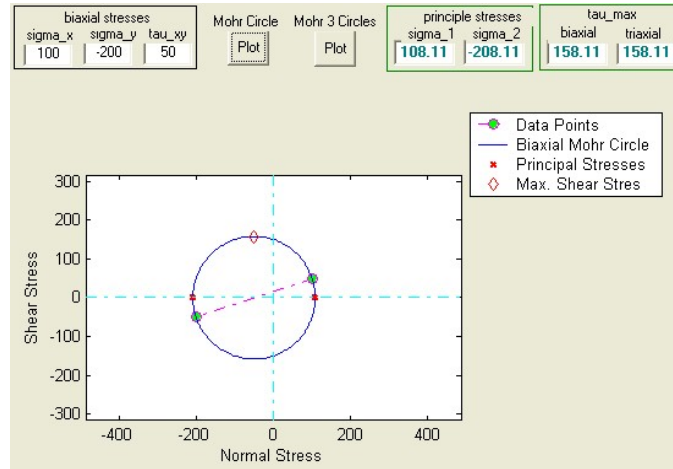 biaxial stresses
sigma_x sigma_y tau_xy
100 -200 50
Mohr Circle
Plot
Mohr 3 Circles
Plot
principle stresses
sigma_1 sigma_2
108.11 -208.11
tau_max
biaxial triaxial
158.11 158.11
Data Points
Biaxial Mohr Circle
Principal Stresses
Max. Shear Stres
300
200
100
0
-100
-200
-300
Shear Stress
-400 -200 0 200 400
Normal Stress